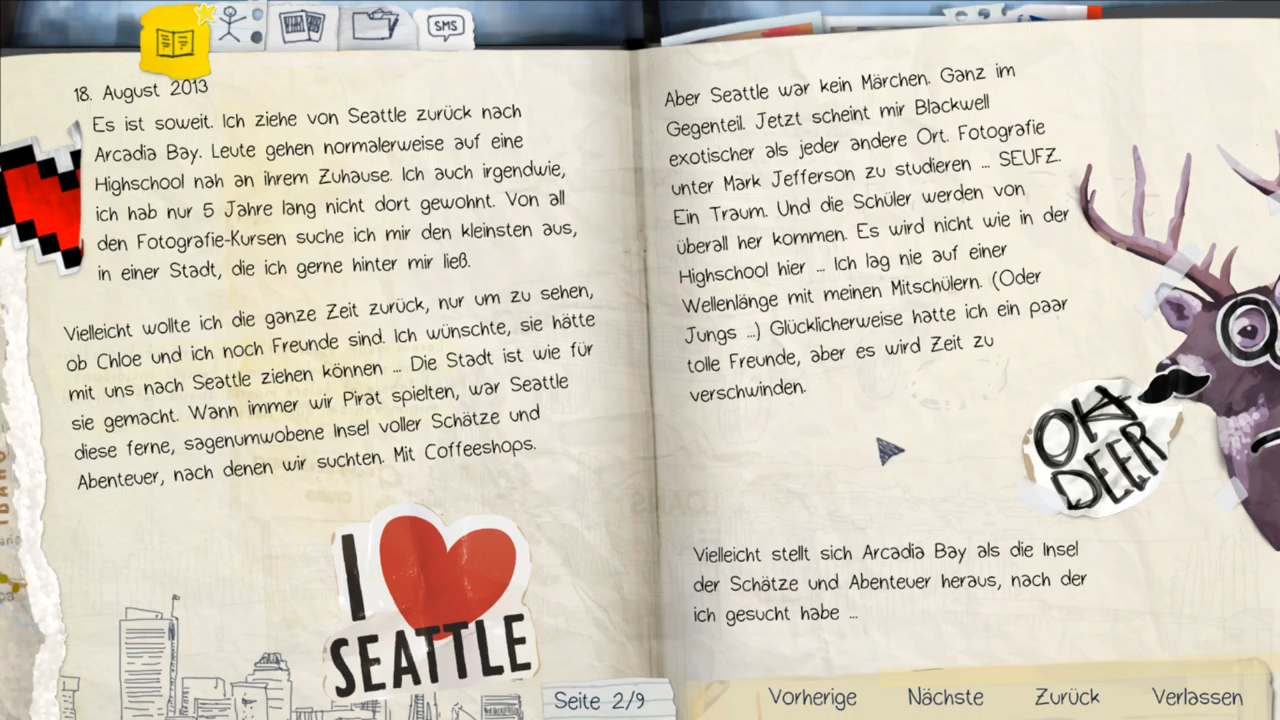 SMS
18. August 2013
Es ist soweit. Ich ziehe von Seattle zurück nach
Arcadia Bay. Leute gehen normalerweise auf eine
Highschool nah an ihrem Zuhause. Ich auch irgendwie,
ich hab nur 5 Jahre lang nicht dort gewohnt. Von all
den Fotografie-Kursen suche ich mir den kleinsten aus,
in einer Stadt, die ich gerne hinter mir ließ.
Vielleicht wollte ich die ganze Zeit zurück, nur um zu sehen,
ob Chloe und ich noch Freunde sind. Ich wünschte, sie hätte
mit uns nach Seattle ziehen können ... Die Stadt ist wie für
sie gemacht. Wann immer wir Pirat spielten, war Seattle
diese ferne, sagenumwobene Insel voller Schätze und
Abenteuer, nach denen wir suchten. Mit Coffeeshops.
I
SEATTLE
Seite 2/9
Aber Seattle war kein Märchen. Ganz im
Gegenteil. Jetzt scheint mir Blackwell
exotischer als jeder andere Ort. Fotografie
unter Mark Jefferson zu studieren ... SEUFZ.
Ein Traum. Und die Schüler werden von
überall her kommen. Es wird nicht wie in der
Highschool hier ... Ich lag nie auf einer
Wellenlänge mit meinen Mitschülern. (Oder
Jungs ...) Glücklicherweise hatte ich ein paar
tolle Freunde, aber es wird Zeit zu
verschwinden.
OH
DEER
Vielleicht stellt sich Arcadia Bay als die Insel
der Schätze und Abenteuer heraus, nach der
ich gesucht habe ...
Vorherige Nächste Zurück Verlassen